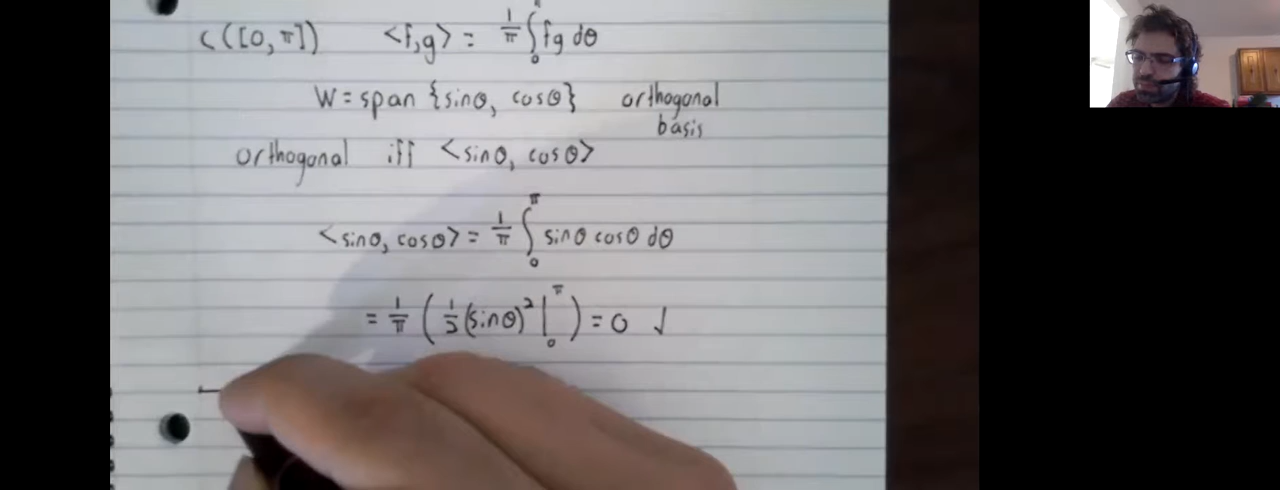 C([0, π]) <f,g> = 1/π ∫₀^π fg dθ
W = span {sinθ, cosθ} orthogonal basis
orthogonal iff <sinθ, cosθ>
<sinθ, cosθ> = 1/π ∫₀^π sinθ cosθ dθ
= 1/π (1/2 (sinθ)² |₀^π) = 0 ✓